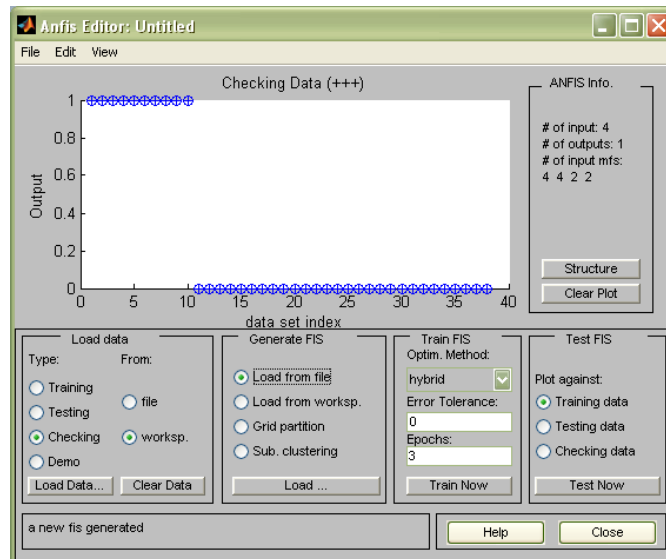 Anfis Editor: Untitled
File Edit View
Checking Data (+++)
1
0.8
0.6
0.4
0.2
0
Output
0 5 10 15 20 25 30 35 40
data set index
ANFIS Info.
# of input: 4
# of outputs: 1
# of input mfs:
4 4 2 2
Structure
Clear Plot
Load data
Type: From:
Training
Testing
Checking
Demo
file
worksp.
Load Data... Clear Data
Generate FIS
Load from file
Load from worksp.
Grid partition
Sub. clustering
Load ...
Train FIS
Optim. Method:
hybrid
Error Tolerance:
0
Epochs:
3
Train Now
Test FIS
Plot against:
Training data
Testing data
Checking data
Test Now
a new fis generated
Help Close